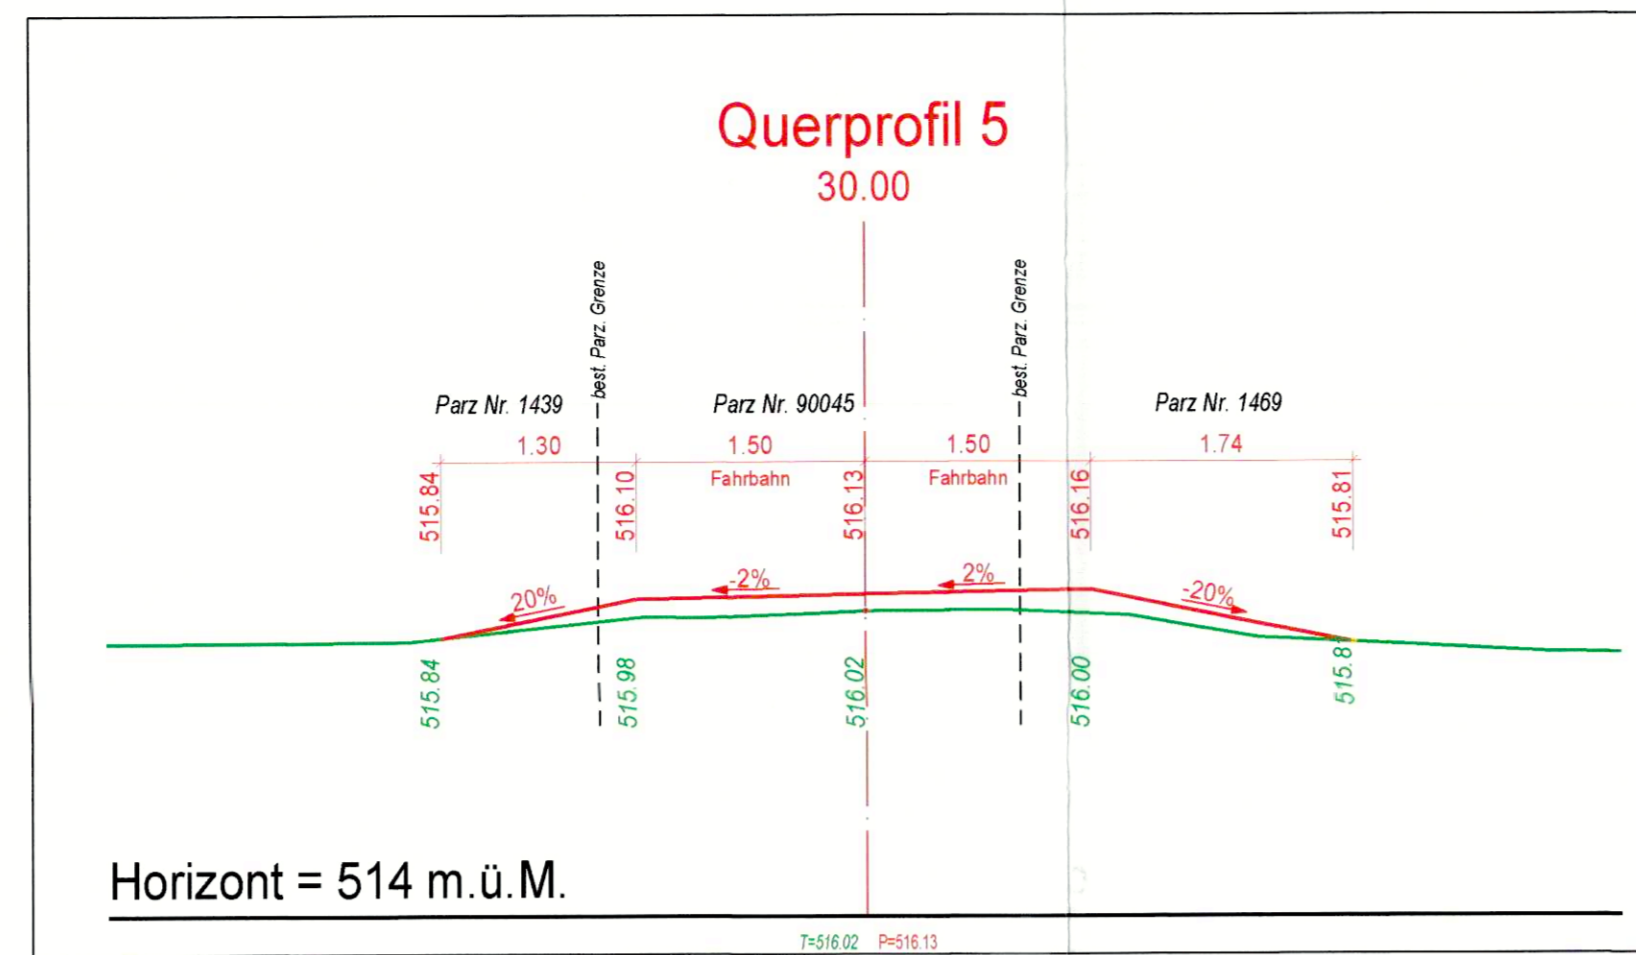 Querprofil 5
30.00
best. Parz. Grenze
best. Parz. Grenze
Parz Nr. 1439
Parz Nr. 90045
Parz Nr. 1469
1.30
1.50
1.50
1.74
Fahrbahn
Fahrbahn
515.84
516.10
516.13
516.16
515.81
20%
-2%
2%
-20%
515.84
515.98
516.02
516.00
515.8
Horizont = 514 m.ü.M.
T=516.02 P=516.13